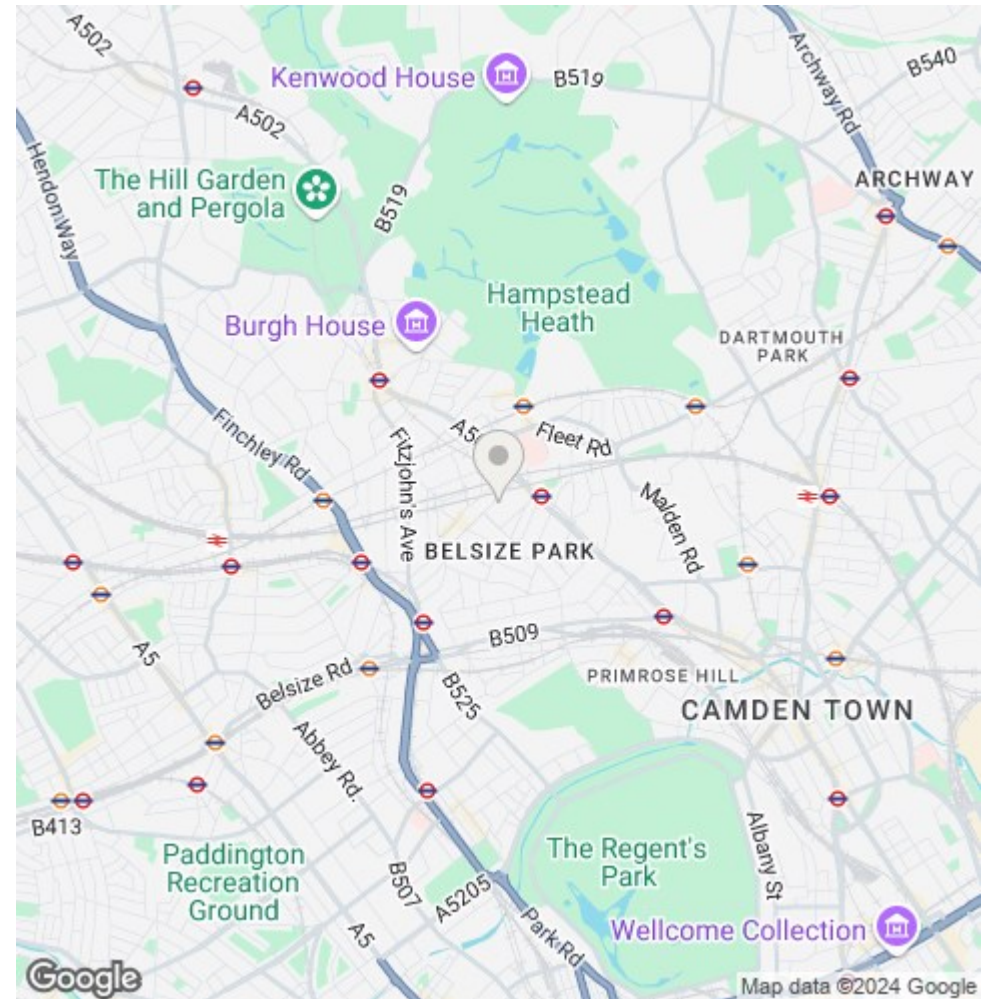 A502
Kenwood House
B519
B540
Archway Rd
A502
Hendon Way
The Hill Garden
and Pergola
B519
ARCHWAY
Hampstead
Heath
Burgh House
DARTMOUTH
PARK
Finchley Rd
Fitzjohn's Ave
A5
Fleet Rd
Malden Rd
BELSIZE PARK
A5
B509
Belsize Rd
PRIMROSE HILL
B525
CAMDEN TOWN
Abbey Rd.
B413
Paddington
Recreation
Ground
B507
A5205
The Regent's
Park
Albany St
Park Rd
Wellcome Collection
A5
Google
Map data ©2024 Google